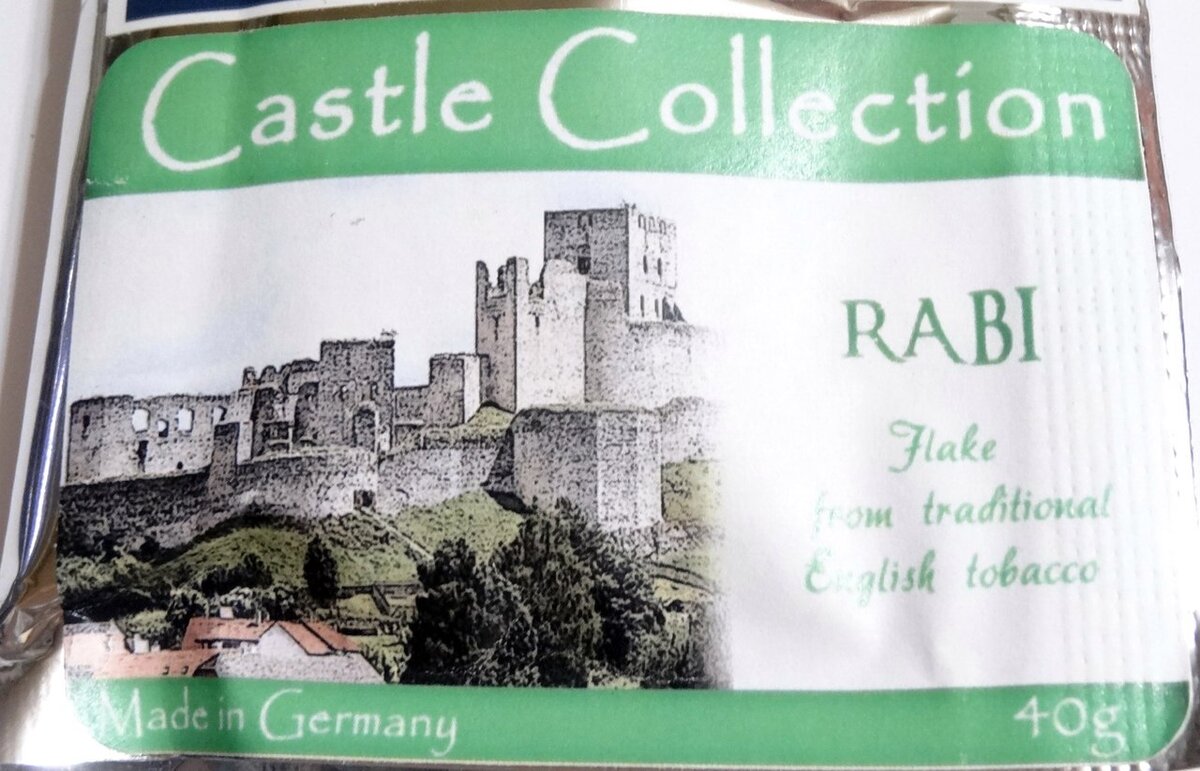 Castle Collection
RABI
Flake
from traditional
English tobacco
Made in Germany
40g